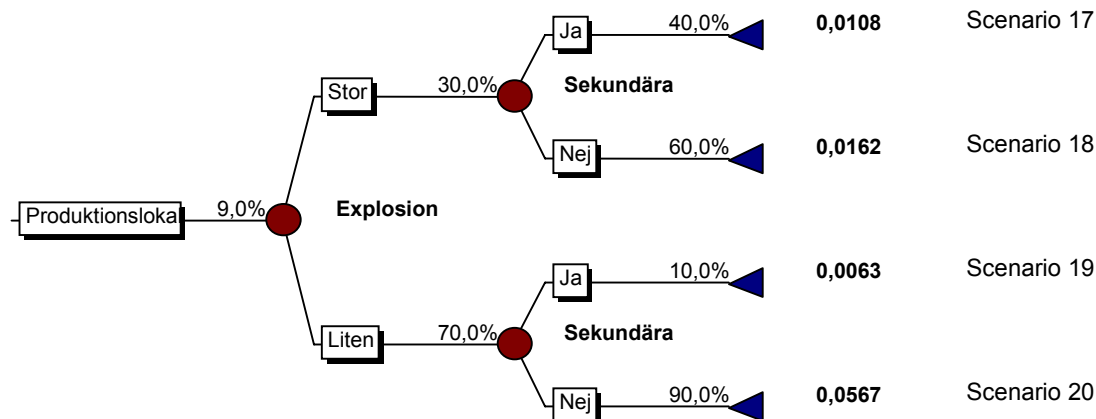 Ja 40,0% 0,0108 Scenario 17
Stor 30,0% Sekundära
Nej 60,0% 0,0162 Scenario 18
Produktionslokal 9,0% Explosion
Ja 10,0% 0,0063 Scenario 19
Liten 70,0% Sekundära
Nej 90,0% 0,0567 Scenario 20